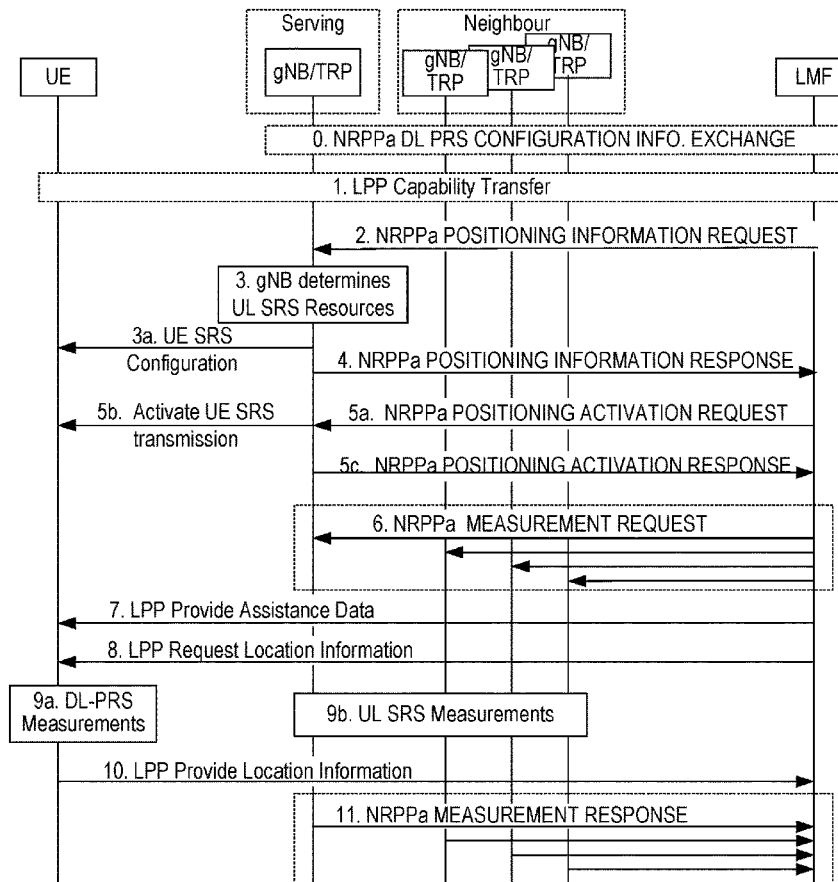 Serving
Neighbour
UE
gNB/TRP
gNB/
TRP
gNB/
TRP
gNB/
TRP
LMF
0. NRPPa DL PRS CONFIGURATION INFO. EXCHANGE
1. LPP Capability Transfer
2. NRPPa POSITIONING INFORMATION REQUEST
3. gNB determines
UL SRS Resources
3a. UE SRS
Configuration
4. NRPPa POSITIONING INFORMATION RESPONSE
5b. Activate UE SRS
transmission
5a. NRPPa POSITIONING ACTIVATION REQUEST
5c. NRPPa POSITIONING ACTIVATION RESPONSE
6. NRPPa MEASUREMENT REQUEST
7. LPP Provide Assistance Data
8. LPP Request Location Information
9a. DL-PRS
Measurements
9b. UL SRS Measurements
10. LPP Provide Location Information
11. NRPPa MEASUREMENT RESPONSE